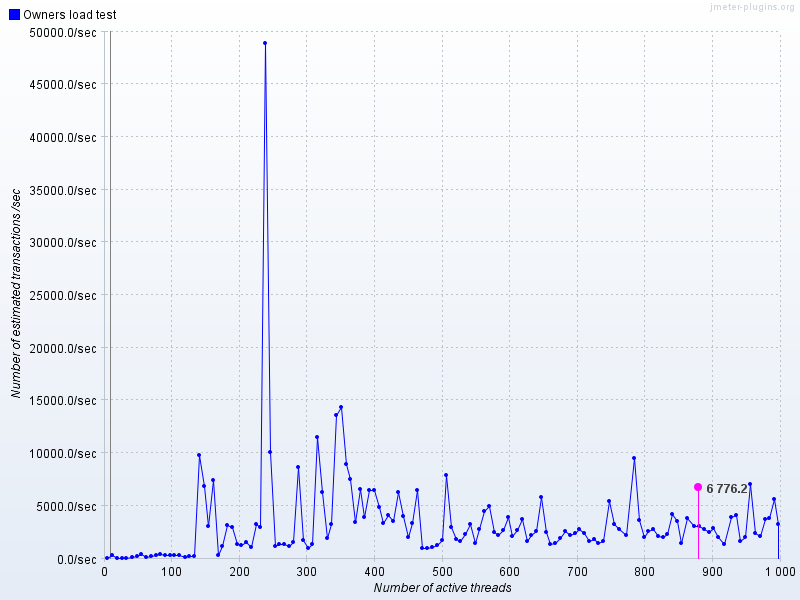 jmeter-plugins.org
Owners load test
50000.0/sec
45000.0/sec
40000.0/sec
35000.0/sec
30000.0/sec
25000.0/sec
20000.0/sec
15000.0/sec
10000.0/sec
5000.0/sec
0.0/sec
Number of estimated transactions /sec
6 776.2
0 100 200 300 400 500 600 700 800 900 1 000
Number of active threads